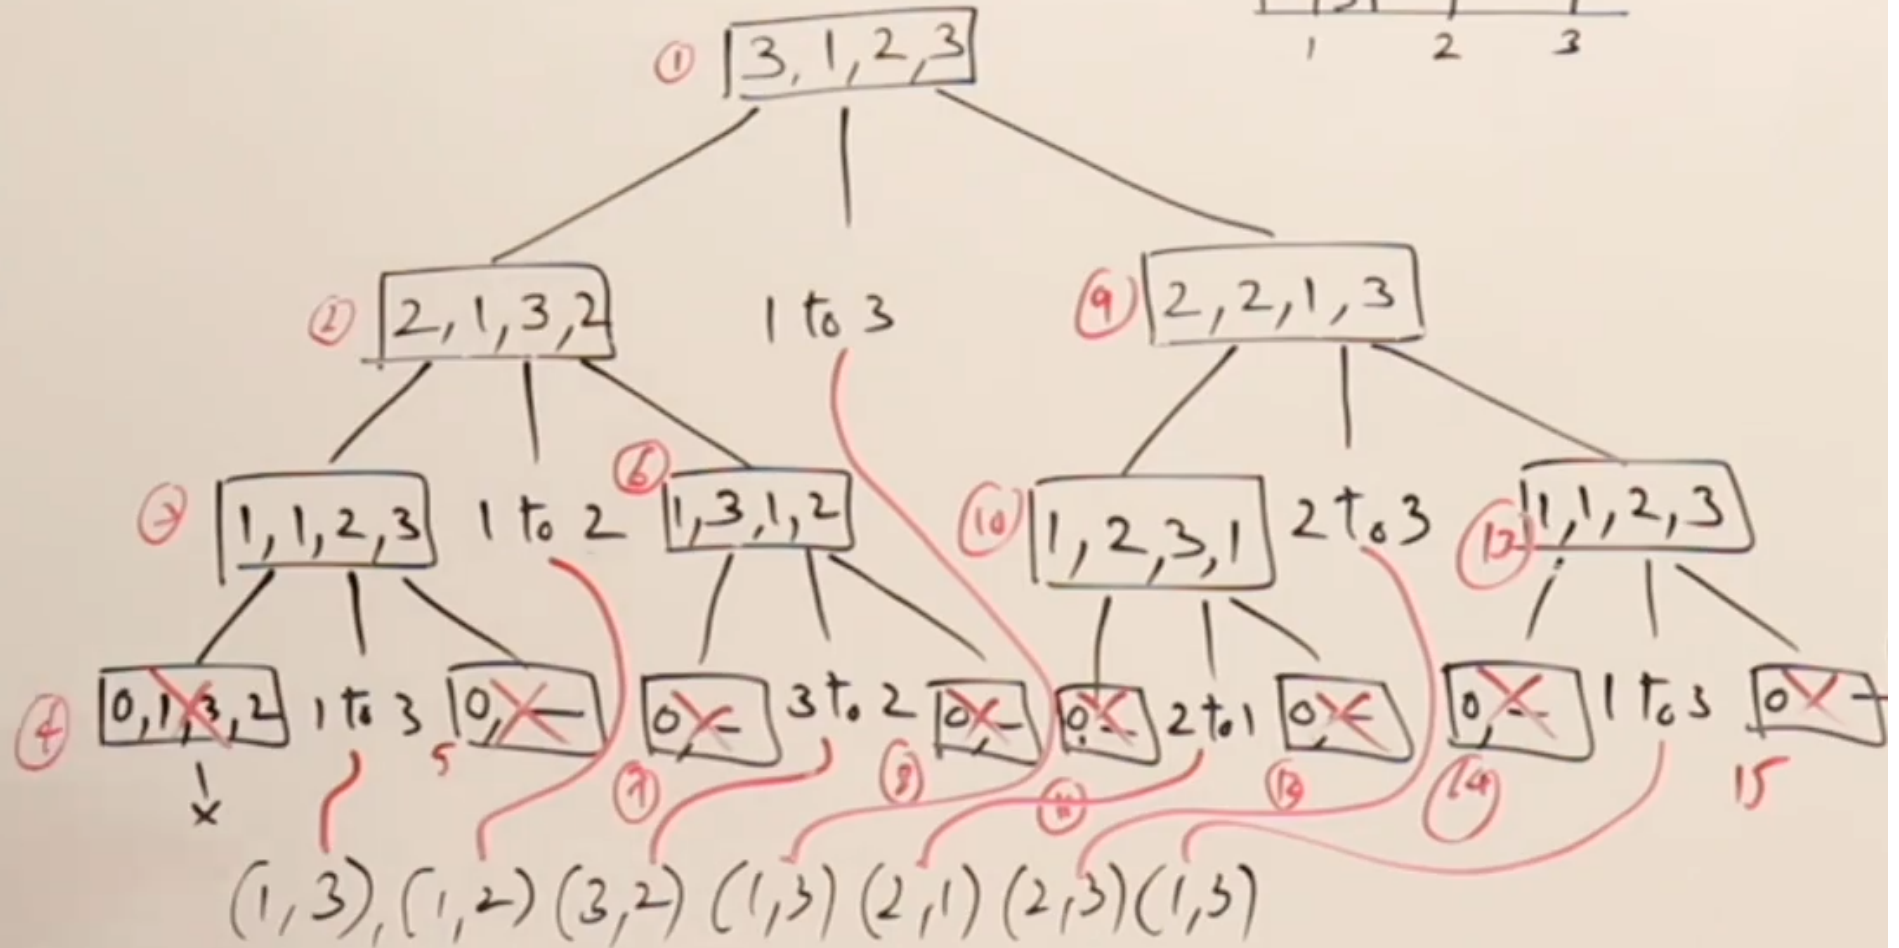 1 2 3
① 3,1,2,3
② 2,1,3,2 1 to 3 ⑨ 2,2,1,3
③ 1,1,2,3 1 to 2 ⑥ 1,3,1,2 ⑩ 1,2,3,1 2 to 3 1,1,2,3
④ 0,1,3,2 1 to 3 5 0,— 0,— 3 to 2 0,— 0,— 2 to 1 0,— 0,-- 1 to 3 0 —
x ⑦ ⑧ ⑪ ⑭ 15
(1,3), (1,2) (3,2) (1,3) (2,1) (2,3) (1,3)